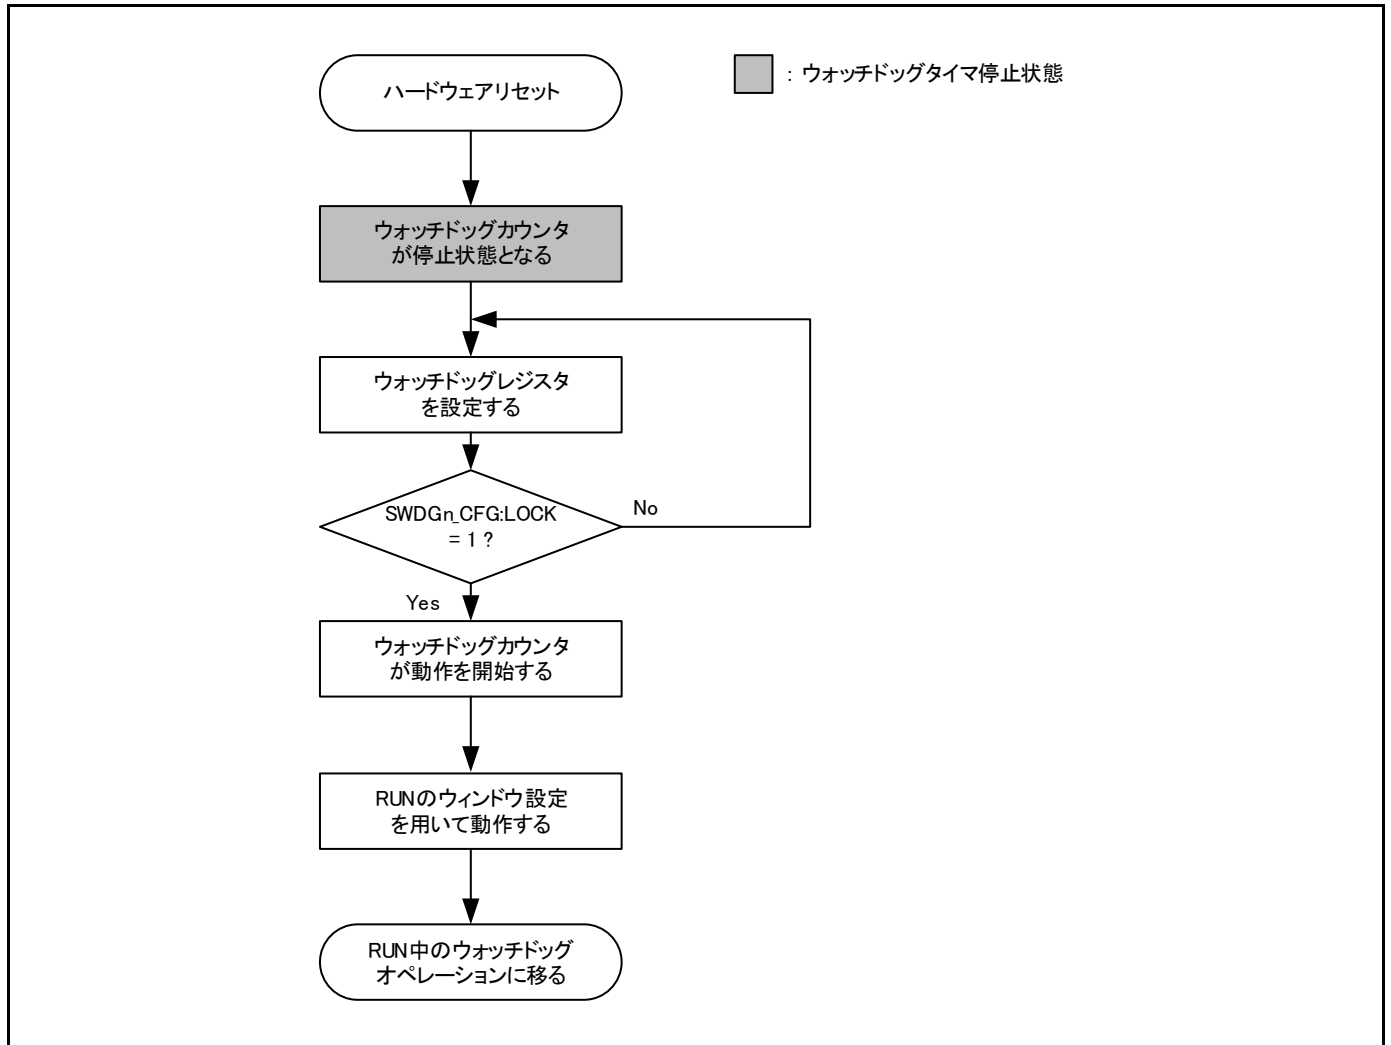 ハードウェアリセット
：ウォッチドッグタイマ停止状態
ウォッチドッグカウンタ
が停止状態となる
ウォッチドッグレジスタ
を設定する
SWDGn_CFG:LOCK
= 1 ?
No
Yes
ウォッチドッグカウンタ
が動作を開始する
RUNのウィンドウ設定
を用いて動作する
RUN中のウォッチドッグ
オペレーションに移る